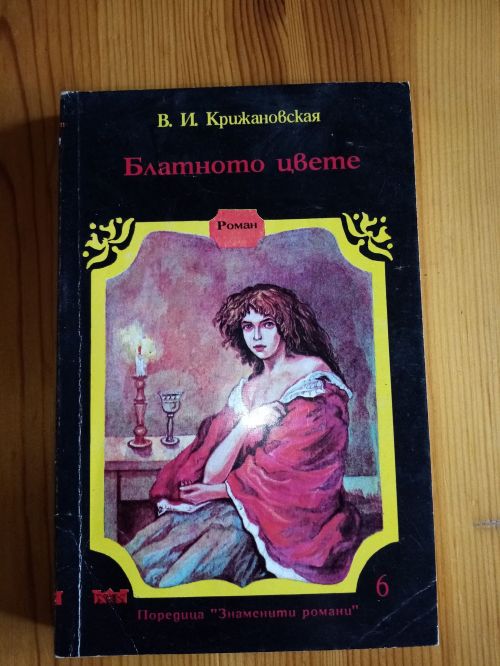 В. И. Крижановская
Блатното цвете
Роман
6
Поредица "Знаменити романи"